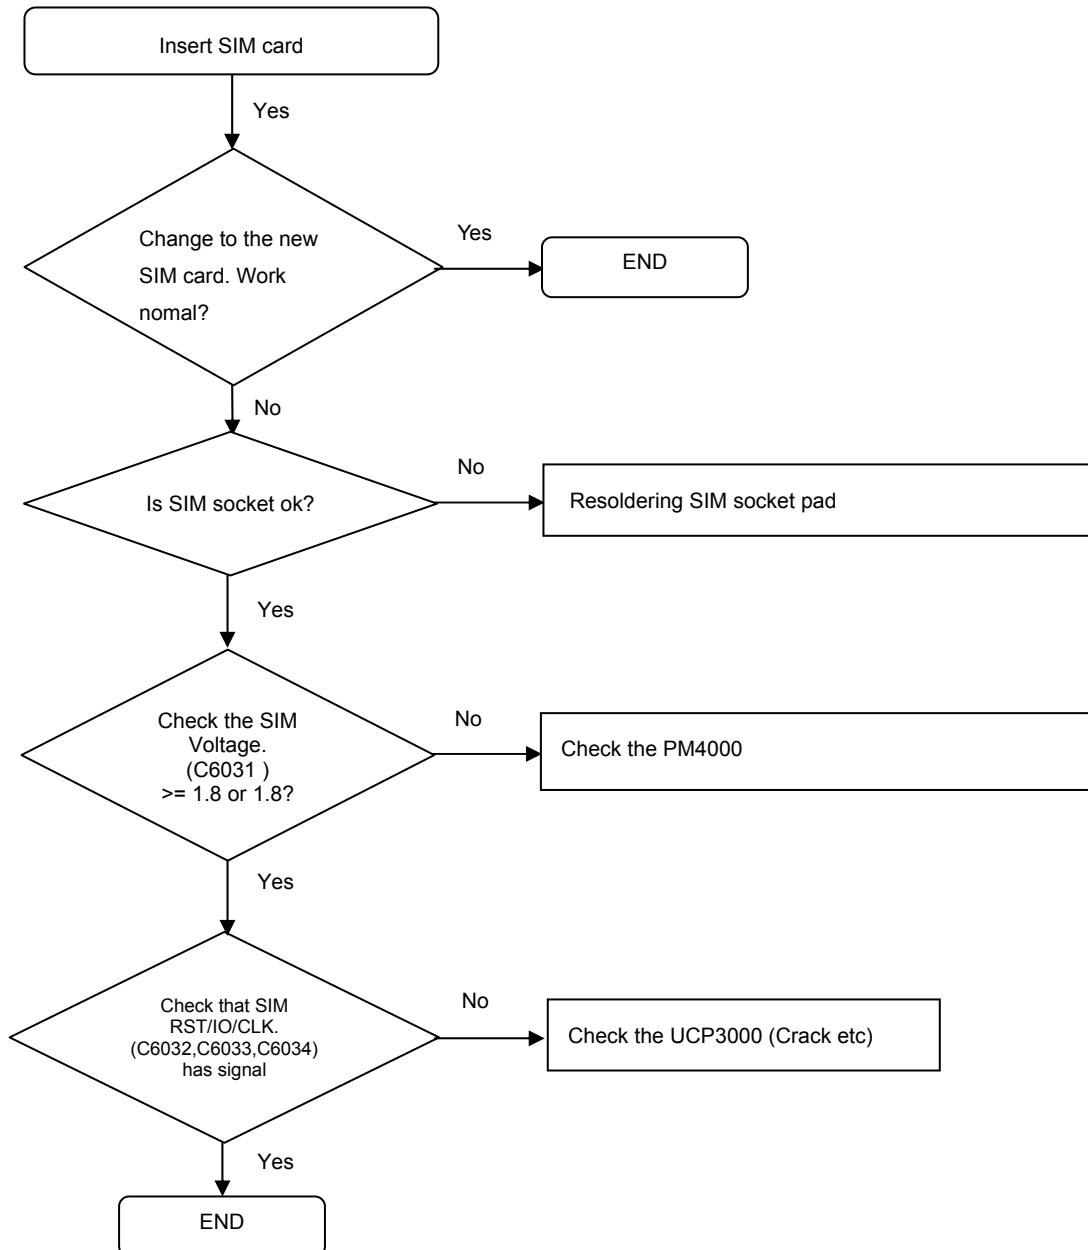 Insert SIM card
Yes
Change to the new
SIM card. Work
nomal?
Yes
END
No
Is SIM socket ok?
No
Resoldering SIM socket pad
Yes
Check the SIM
Voltage.
(C6031 )
>= 1.8 or 1.8?
No
Check the PM4000
Yes
Check that SIM
RST/IO/CLK.
(C6032,C6033,C6034)
has signal
No
Check the UCP3000 (Crack etc)
Yes
END